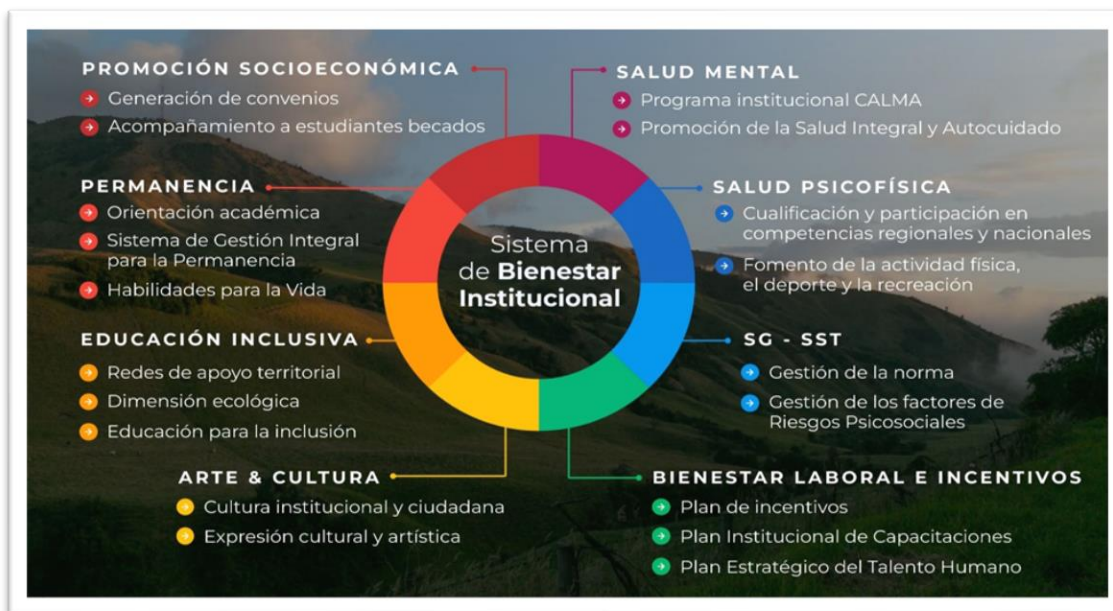 PROMOCIÓN SOCIOECONÓMICA
Generación de convenios
Acompañamiento a estudiantes becados
PERMANENCIA
Orientación académica
Sistema de Gestión Integral
para la Permanencia
Habilidades para la Vida
EDUCACIÓN INCLUSIVA
Redes de apoyo territorial
Dimensión ecológica
Educación para la inclusión
ARTE & CULTURA
Cultura institucional y ciudadana
Expresión cultural y artística
Sistema
de Bienestar
Institucional
SALUD MENTAL
Programa institucional CALMA
Promoción de la Salud Integral y Autocuidado
SALUD PSICOFÍSICA
Cualificación y participación en
competencias regionales y nacionales
Fomento de la actividad física,
el deporte y la recreación
SG - SST
Gestión de la norma
Gestión de los factores de
Riesgos Psicosociales
BIENESTAR LABORAL E INCENTIVOS
Plan de incentivos
Plan Institucional de Capacitaciones
Plan Estratégico del Talento Humano